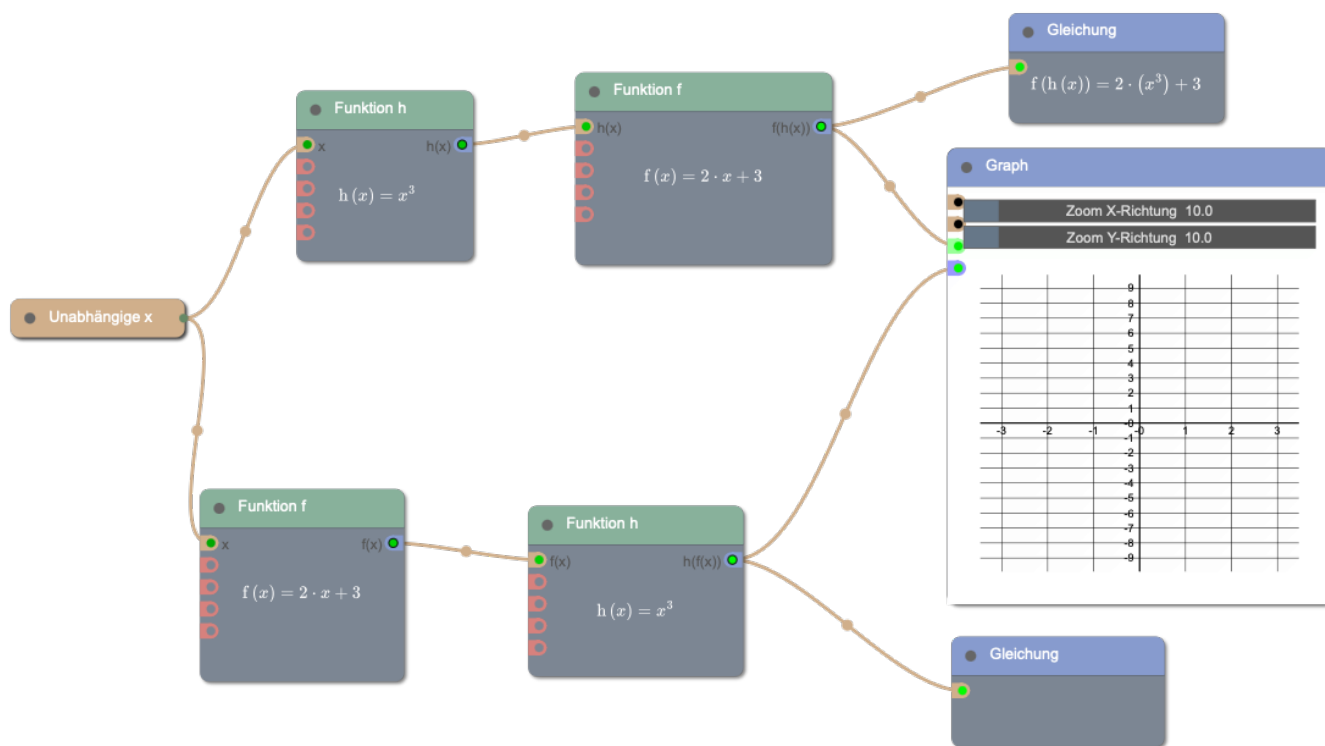 Gleichung
f (h (x)) = 2 · (x³) + 3
Funktion h
x h(x)
h (x) = x³
Funktion f
h(x) f(h(x))
f (x) = 2 · x + 3
Graph
Zoom X-Richtung 10.0
Zoom Y-Richtung 10.0
9
8
7
6
5
4
3
2
1
-0
-3 -2 -1 -0 1 2 3
-1
-2
-3
-4
-5
-6
-7
-8
-9
Unabhängige x
Funktion f
x f(x)
f (x) = 2 · x + 3
Funktion h
f(x) h(f(x))
h (x) = x³
Gleichung